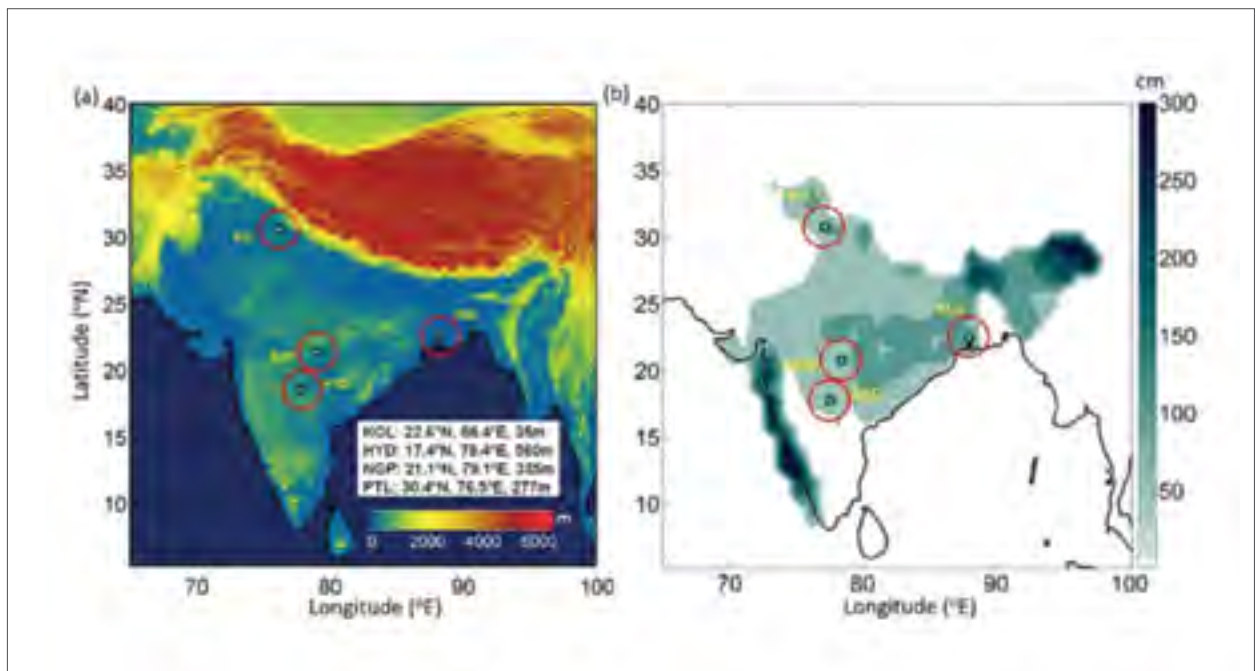 (a)
40
35
30
25
20
15
10
Latitude (°N)
70 80 90 100
Longitude (°E)
KOL: 22.6°N, 88.4°E, 36m
HYD: 17.4°N, 78.4°E, 560m
NGP: 21.1°N, 79.1°E,
PTL: 30.4°N, 76.5°E, 277m
m
0 2000 4000 6000
(b)
40
35
30
25
20
15
10
70 80 90 100
Longitude (°E)
cm
300
250
200
150
100
50